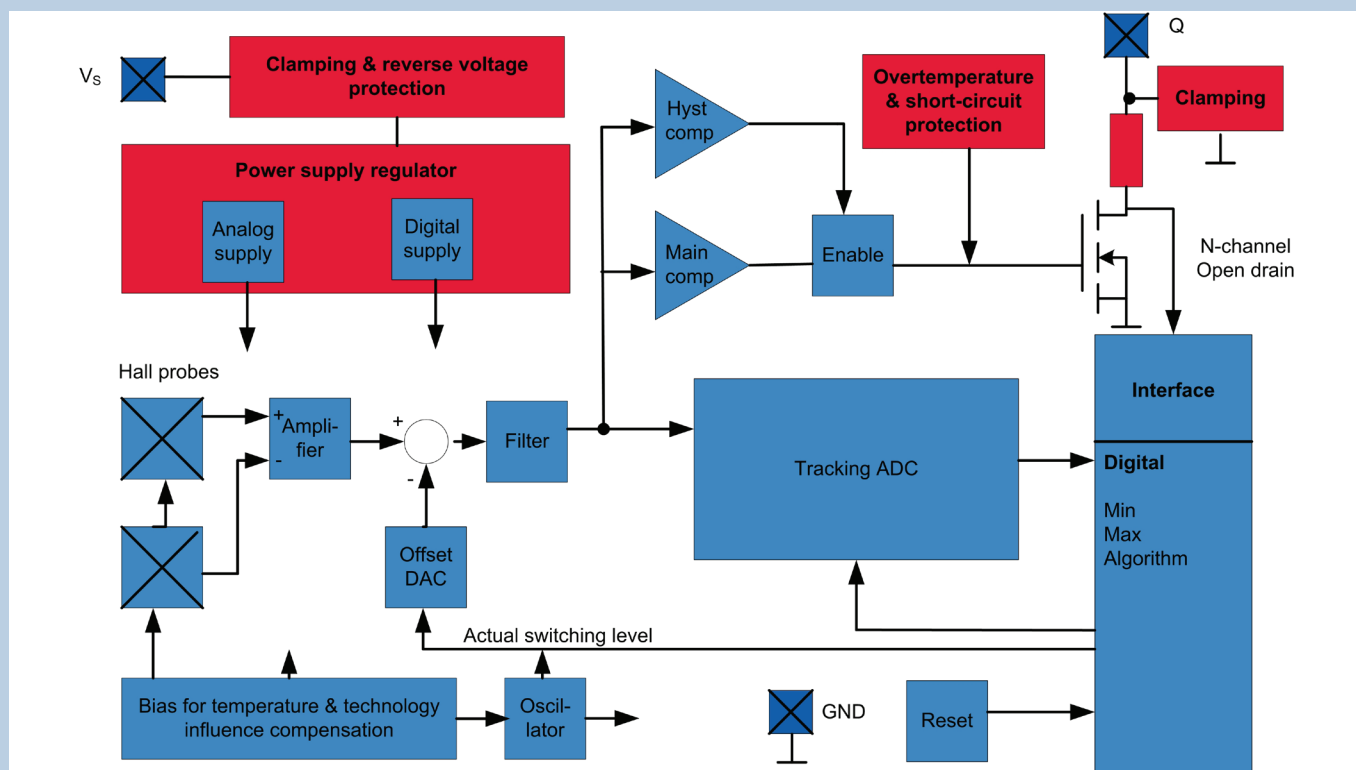 V_S
Clamping & reverse voltage
protection
Power supply regulator
Analog
supply
Digital
supply
Hyst
comp
Main
comp
Overtemperature
& short-circuit
protection
Enable
Q
Clamping
N-channel
Open drain
Hall probes
+
-
Ampli-
fier
+
-
Filter
Offset
DAC
Tracking ADC
Interface
Digital
Min
Max
Algorithm
Actual switching level
Bias for temperature & technology
influence compensation
Oscil-
lator
GND
Reset